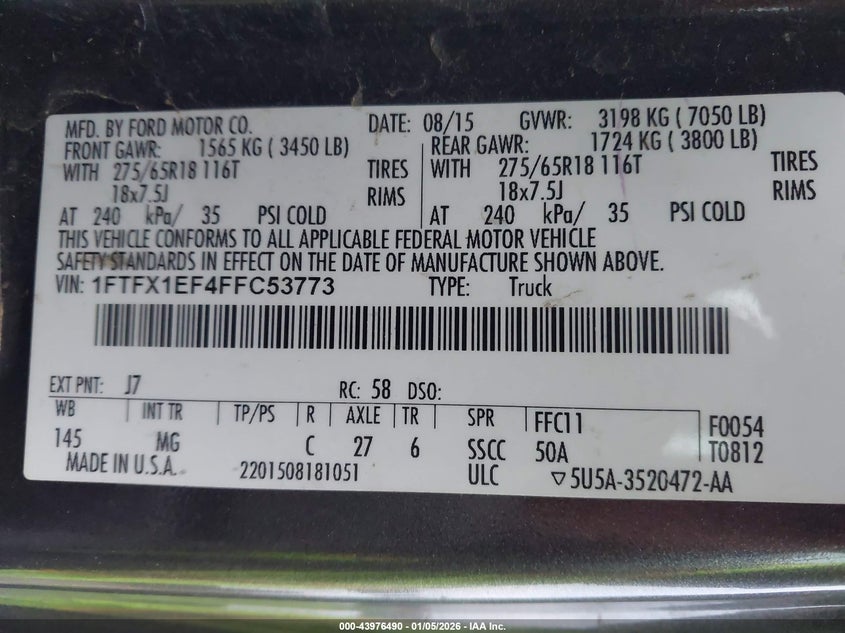 MFD. BY FORD MOTOR CO. DATE: 08/15 GVWR: 3198 KG ( 7050 LB)
FRONT GAWR: 1565 KG ( 3450 LB) REAR GAWR: 1724 KG ( 3800 LB)
WITH 275/65R18 116T TIRES WITH 275/65R18 116T TIRES
18x7.5J RIMS 18x7.5J RIMS
AT 240 kPa/ 35 PSI COLD AT 240 kPa/ 35 PSI COLD
THIS VEHICLE CONFORMS TO ALL APPLICABLE FEDERAL MOTOR VEHICLE
SAFETY STANDARDS IN EFFECT ON THE DATE OF MANUFACTURE SHOWN ABOVE.
VIN: 1FTFX1EF4FFC53773 TYPE: Truck
EXT PNT: J7 RC: 58 DSO:
WB INT TR TP/PS R AXLE TR SPR FFC11 F0054
145 MG C 27 6 SSCC 50A T0812
MADE IN U.S.A. 2201508181051 ULC ▽5U5A-3520472-AA
000-43976490 - 01/05/2026 - IAA Inc.